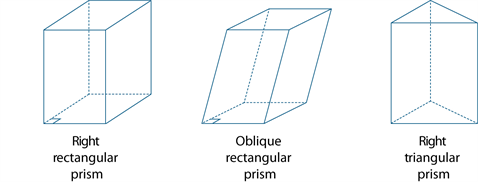 Right
rectangular
prism
Oblique
rectangular
prism
Right
triangular
prism